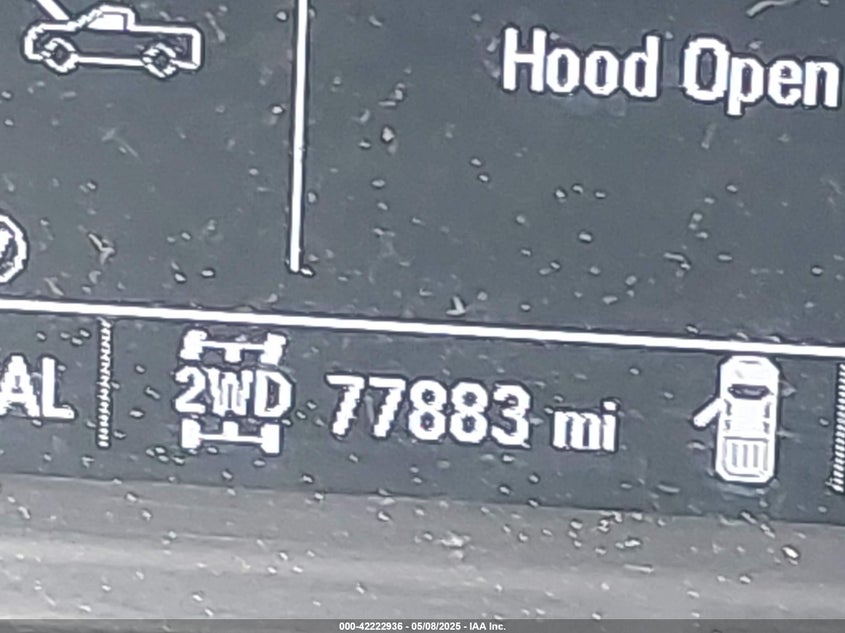 Hood Open
AL
2WD 77883 mi
000-42222936 - 05/08/2025 - IAA Inc.